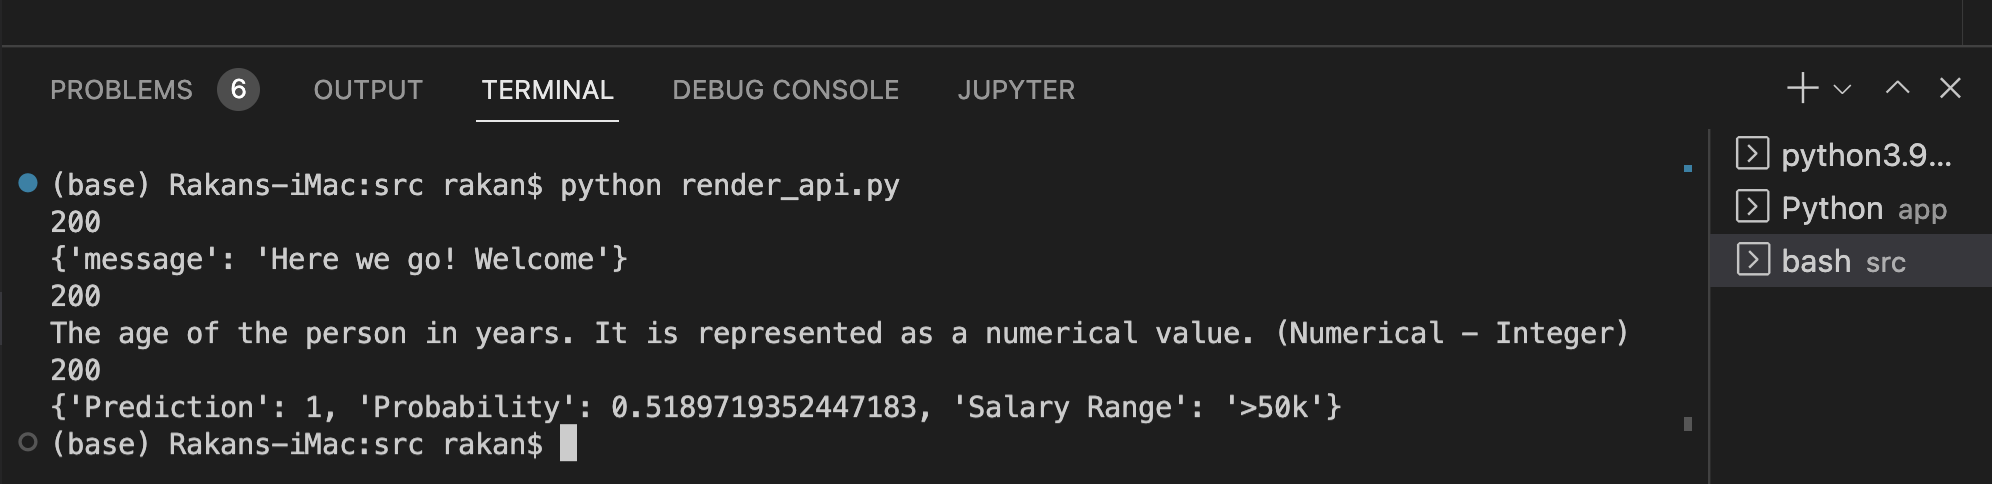 PROBLEMS 6 OUTPUT TERMINAL DEBUG CONSOLE JUPYTER
(base) Rakans-iMac:src rakan$ python render_api.py
200
{'message': 'Here we go! Welcome'}
200
The age of the person in years. It is represented as a numerical value. (Numerical - Integer)
200
{'Prediction': 1, 'Probability': 0.5189719352447183, 'Salary Range': '>50k'}
(base) Rakans-iMac:src rakan$
python3.9...
Python app
bash src